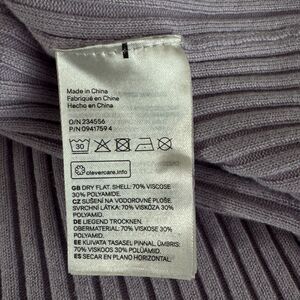 Made in China
Fabriqué en Chine
Hecho en China
O/N 234556
P/N 0941759 4
30
clevercare.info
GB DRY FLAT. SHELL: 70% VISCOSE
30% POLYAMIDE.
CZ SUŠENÍ NA VODOROVNÉ PLOŠE.
SVRCHNÍ LÁTKA: 70% VISKÓZA 30%
POLYAMID.
DE LIEGEND TROCKNEN.
OBERMATERIAL: 70% VISKOSE 30%
POLYAMID.
EE KUIVATA TASASEL PINNAL. ÜMBRIS:
70% VISKOOS 30% POLÜAMIID.
ES SECAR EN PLANO HORIZONTAL.